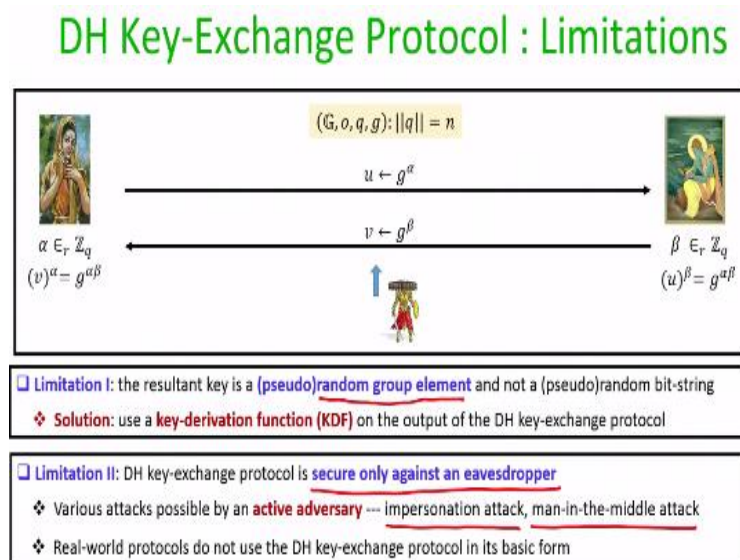 DH Key-Exchange Protocol : Limitations
(𝔾, o, q, g): ||q|| = n
u ← g^α
v ← g^β
α ∈_r ℤ_q
β ∈_r ℤ_q
(v)^α = g^{αβ}
(u)^β = g^{αβ}
❑ Limitation I: the resultant key is a (pseudo)random group element and not a (pseudo)random bit-string
❖ Solution: use a key-derivation function (KDF) on the output of the DH key-exchange protocol
❑ Limitation II: DH key-exchange protocol is secure only against an eavesdropper
❖ Various attacks possible by an active adversary --- impersonation attack, man-in-the-middle attack
❖ Real-world protocols do not use the DH key-exchange protocol in its basic form